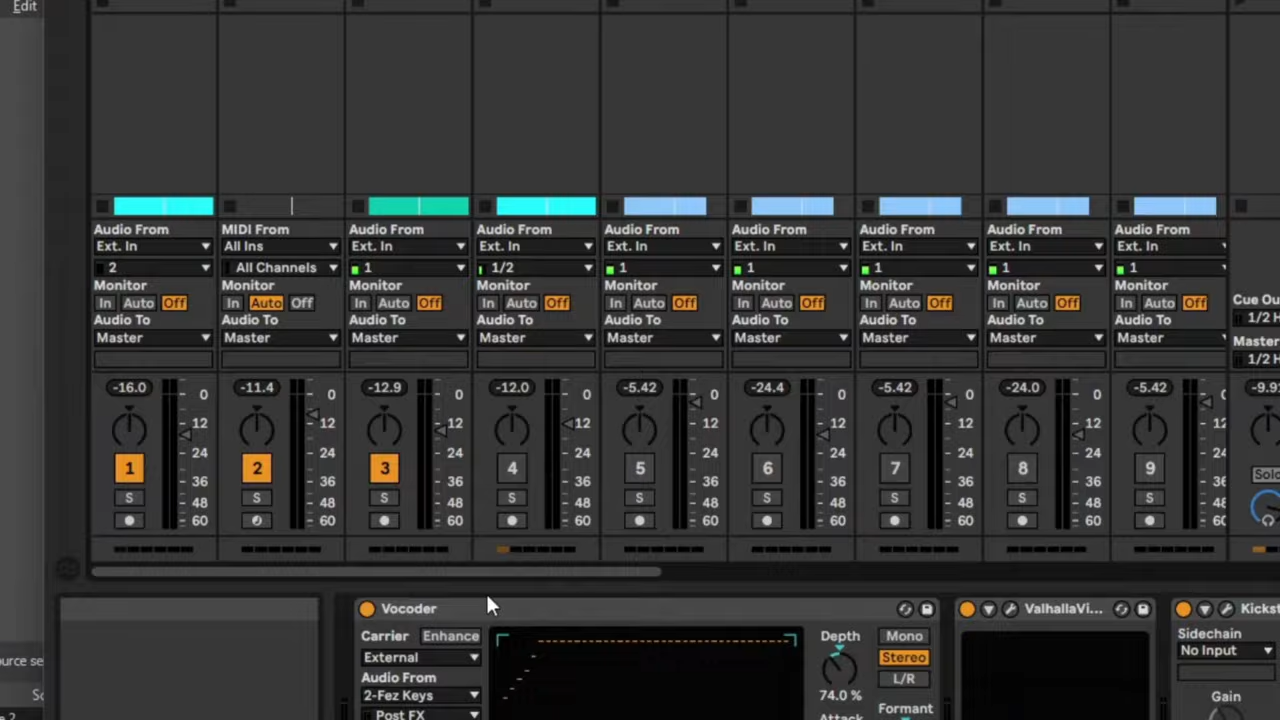 Edit
Audio From MIDI From Audio From Audio From Audio From Audio From Audio From Audio From Audio From
Ext. In All Ins Ext. In Ext. In Ext. In Ext. In Ext. In Ext. In Ext. In
2 All Channels 1 1/2 1 1 1 1 1
Monitor Monitor Monitor Monitor Monitor Monitor Monitor Monitor Monitor
In Auto Off In Auto Off In Auto Off In Auto Off In Auto Off In Auto Off In Auto Off In Auto Off In Auto Off Cue Ou
Audio To Audio To Audio To Audio To Audio To Audio To Audio To Audio To Audio To 1/2 H
Master Master Master Master Master Master Master Master Master Master
1/2 H
-16.0 -11.4 -12.9 -12.0 -5.42 -24.4 -5.42 -24.0 -5.42 -9.9
0 0 0 0 0 0 0 0 0
12 12 12 12 12 12 12 12 12
24 24 24 24 24 24 24 24 24
1 2 3 4 5 6 7 8 9 Solo
36 36 36 36 36 36 36 36 36
S S S S S S S S S
48 48 48 48 48 48 48 48 48
60 60 60 60 60 60 60 60 60
Vocoder ValhallaVi... Kickst
Carrier Enhance Depth Mono Sidechain
External Stereo No Input
ource se Audio From L/R
2-Fez Keys 74.0 % Gain
Post FX Attack Formant